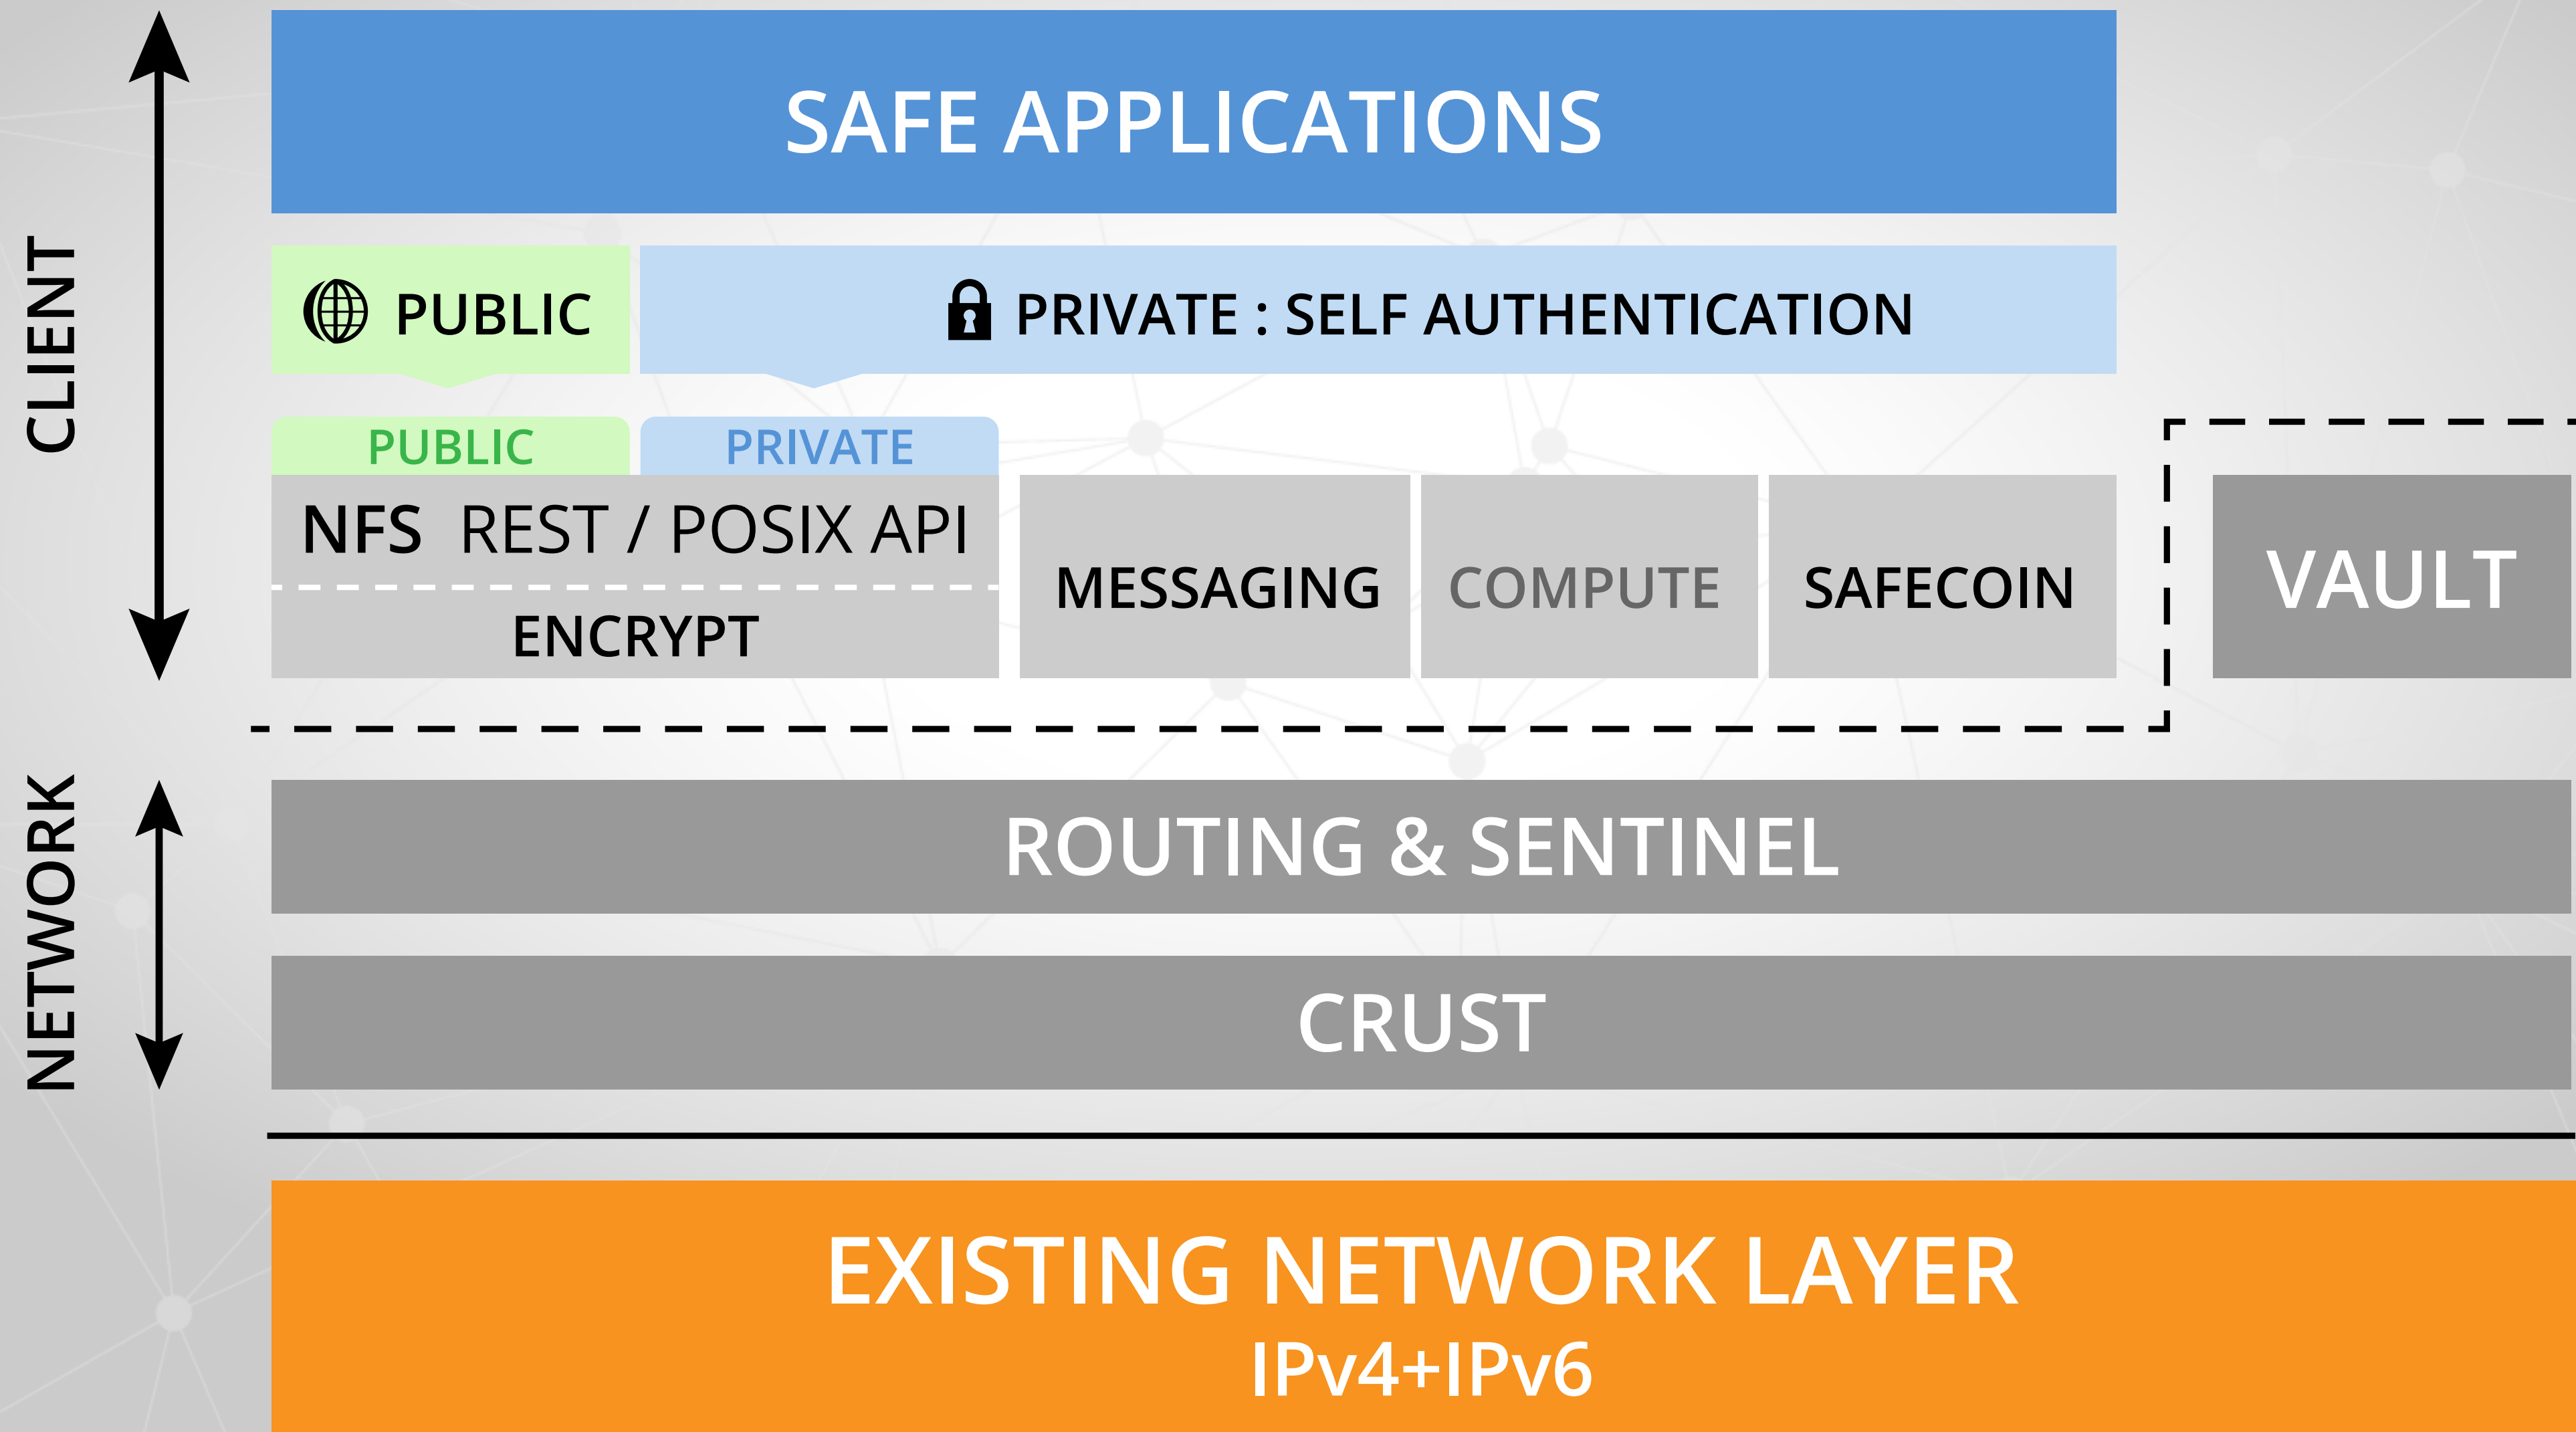 SAFE APPLICATIONS
CLIENT
PUBLIC
PRIVATE : SELF AUTHENTICATION
PUBLIC
PRIVATE
NFS REST / POSIX API
ENCRYPT
MESSAGING
COMPUTE
SAFECOIN
VAULT
NETWORK
ROUTING & SENTINEL
CRUST
EXISTING NETWORK LAYER
IPv4+IPv6